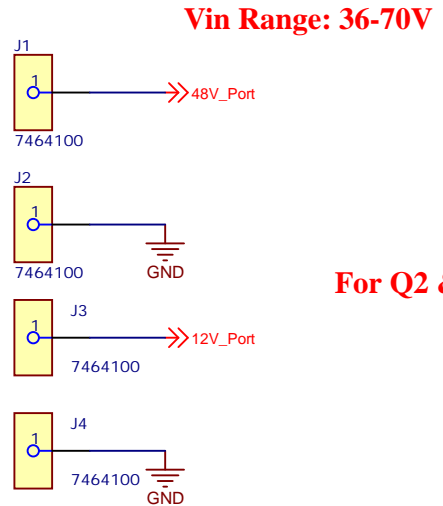 Vin Range: 36-70V
J1
1
48V_Port
7464100
J2
1
7464100
GND
For Q2 &
J3
1
12V_Port
7464100
J4
1
7464100
GND